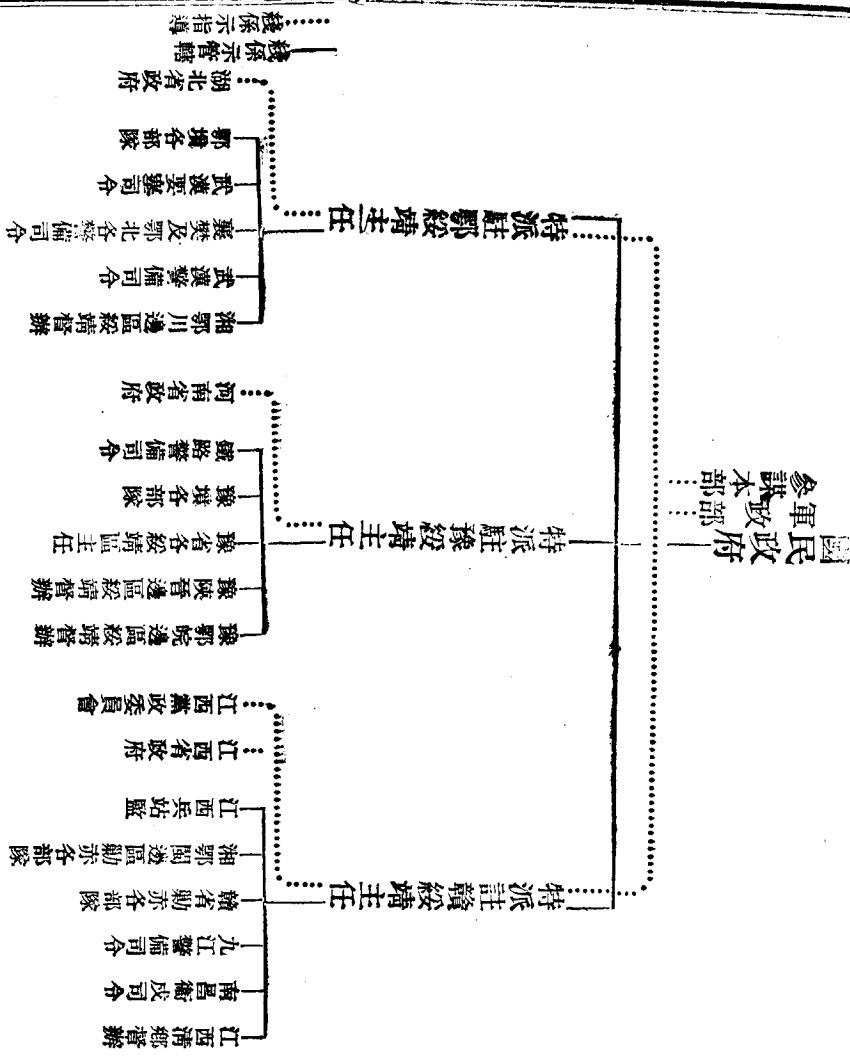 國民政府
軍政部
參謀本部
特派註贛綏靖主任
江西清鄉督辦
南昌衛戍司令
九江警備司令
贛省勦赤各部隊
湘鄂閩邊區勦赤各部隊
江西兵站監
江西省政府
江西黨政委員會
特派駐豫綏靖主任
豫鄂皖邊區綏靖督辦
豫陝晉邊區綏靖督辦
豫省各綏靖區主任
豫境各部隊
鐵路警備司令
河南省政府
特派駐鄂綏靖主任
湘鄂川邊區綏靖督辦
武漢警備司令
襄樊及鄂北各警備司令
武漢要塞司令
鄂境各部隊
湖北省政府
綫係示管轄
綫係示指導